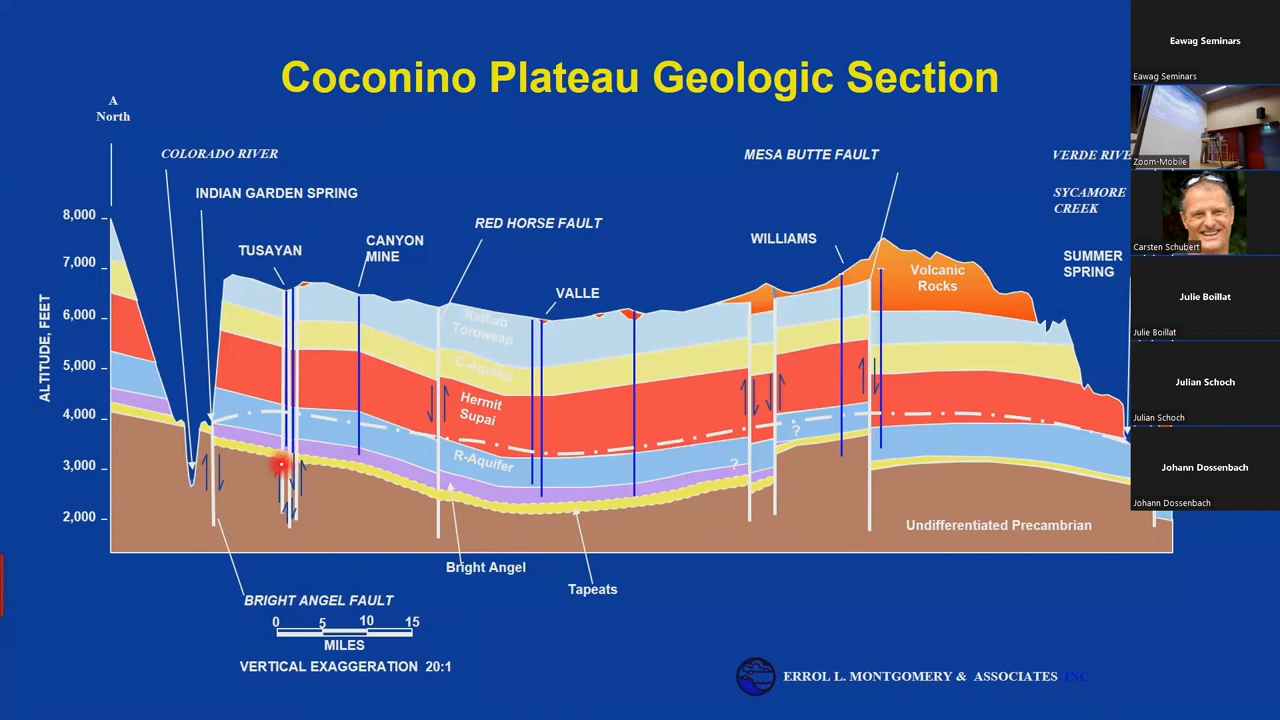 Coconino Plateau Geologic Section
A
North
COLORADO RIVER
INDIAN GARDEN SPRING
TUSAYAN
CANYON
MINE
RED HORSE FAULT
VALLE
WILLIAMS
MESA BUTTE FAULT
VERDE RIVE
SYCAMORE
CREEK
SUMMER
SPRING
ALTITUDE, FEET
8,000
7,000
6,000
5,000
4,000
3,000
2,000
Kaibab
Toroweap
C-Aquifer
Hermit
Supai
R-Aquifer
?
?
Volcanic
Rocks
Undifferentiated Precambrian
Bright Angel
Tapeats
BRIGHT ANGEL FAULT
0 5 10 15
MILES
VERTICAL EXAGGERATION 20:1
ERROL L. MONTGOMERY & ASSOCIATES INC
Eawag Seminars
Eawag Seminars
Zoom-Mobile
Carsten Schubert
Julie Boillat
Julie Boillat
Julian Schoch
Julian Schoch
Johann Dossenbach
Johann Dossenbach